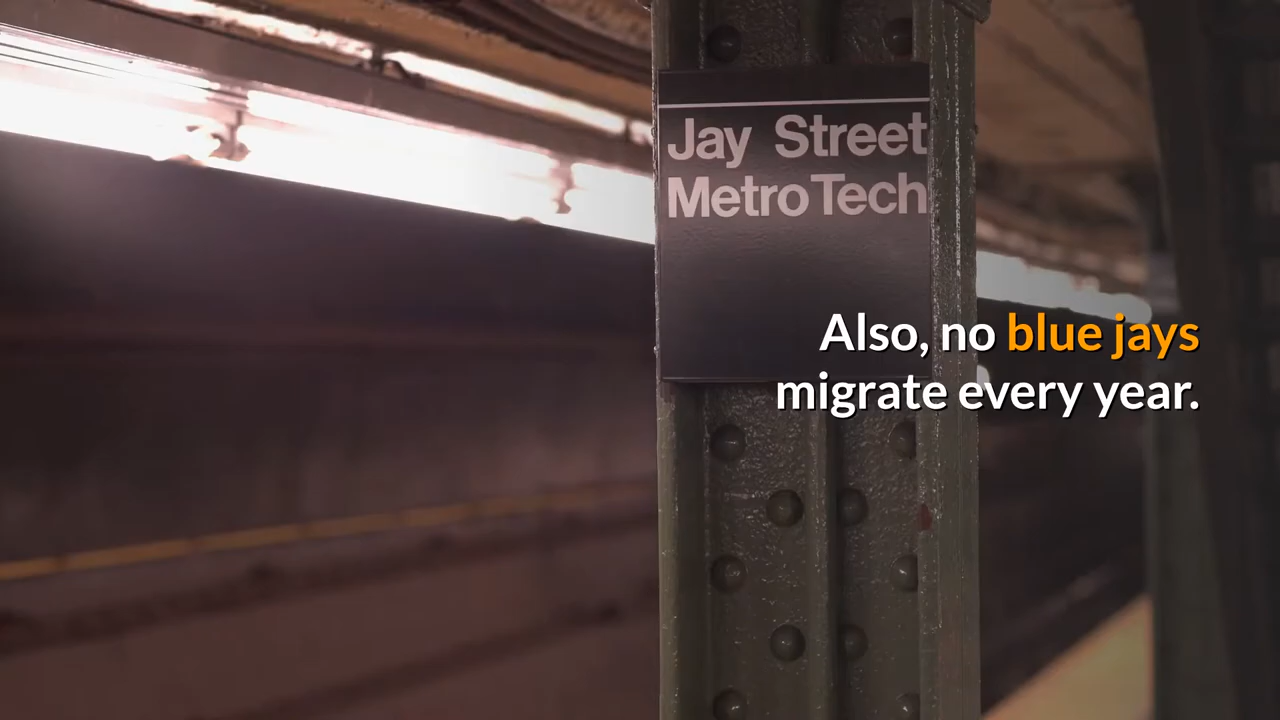 Jay Street
MetroTech
Also, no blue jays
migrate every year.